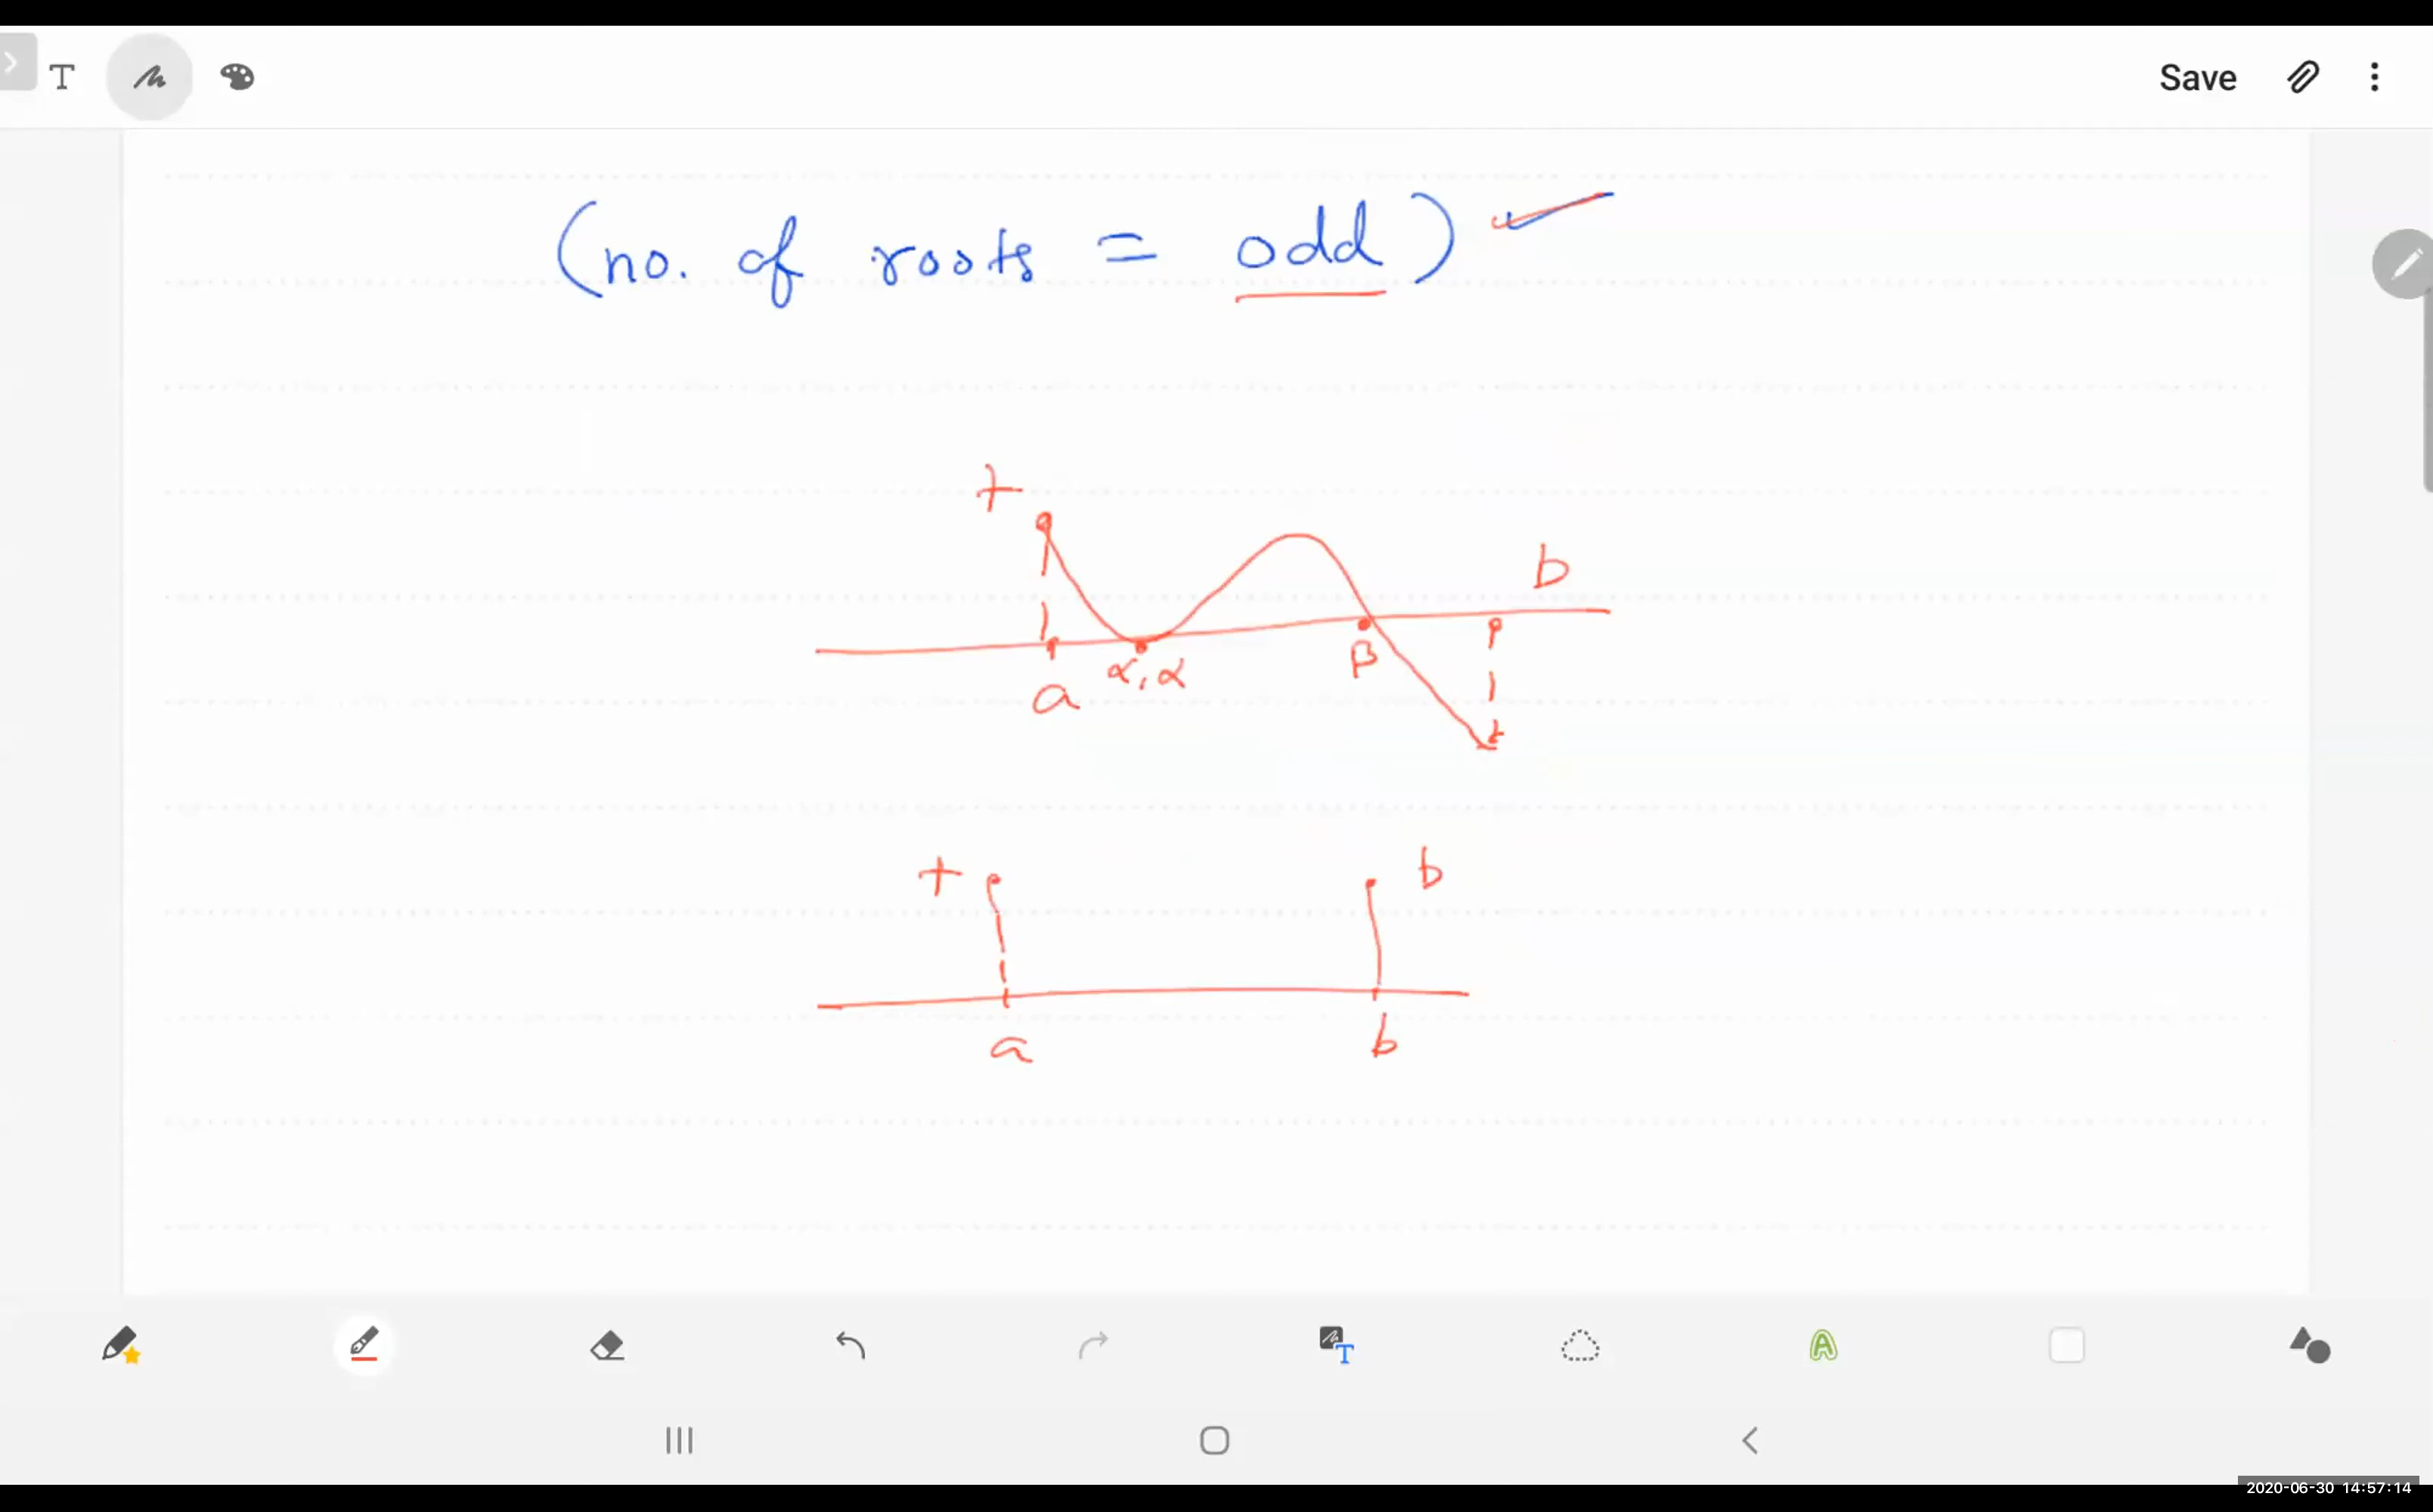 T Save
(no. of roots = odd)
+
b
α, α β
a
+ b
a b
T A
2020-06-30 14:57:14